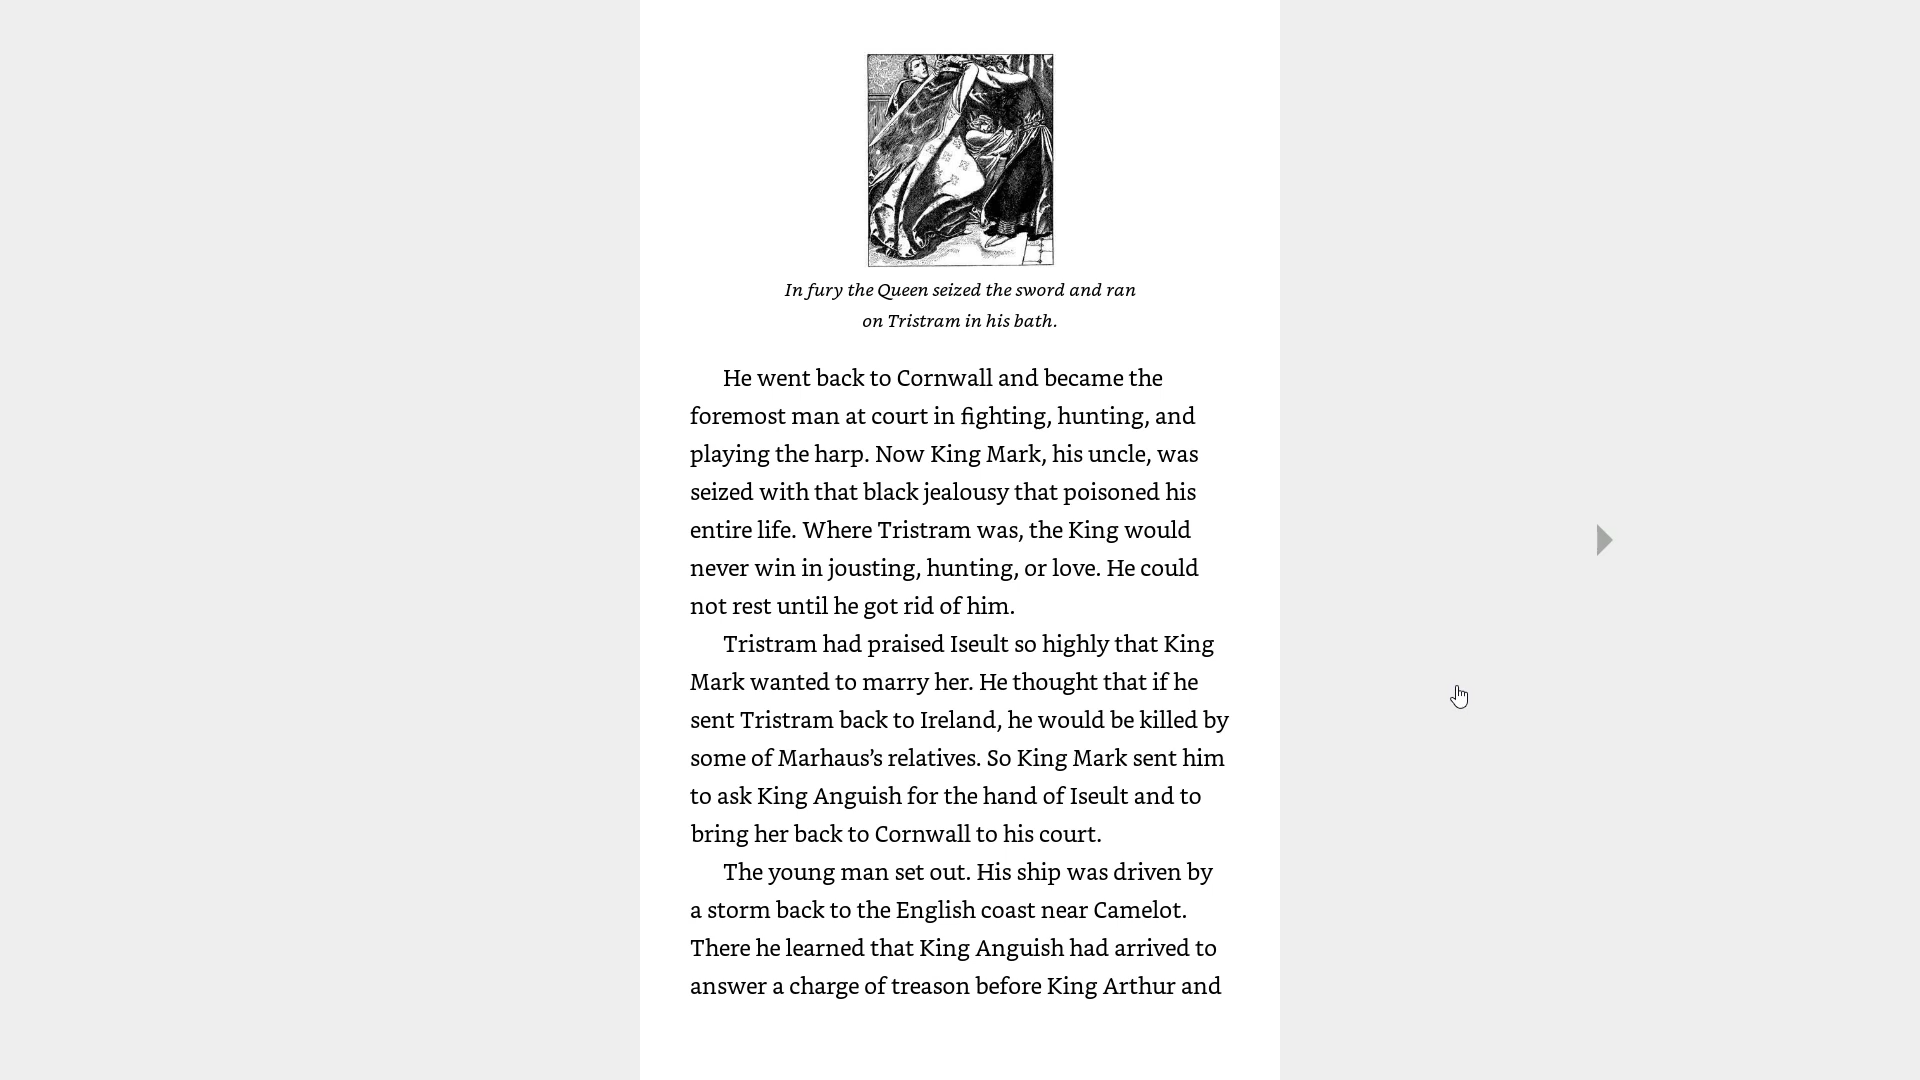 In fury the Queen seized the sword and ran
on Tristram in his bath.
He went back to Cornwall and became the
foremost man at court in fighting, hunting, and
playing the harp. Now King Mark, his uncle, was
seized with that black jealousy that poisoned his
entire life. Where Tristram was, the King would
never win in jousting, hunting, or love. He could
not rest until he got rid of him.
Tristram had praised Iseult so highly that King
Mark wanted to marry her. He thought that if he
sent Tristram back to Ireland, he would be killed by
some of Marhaus’s relatives. So King Mark sent him
to ask King Anguish for the hand of Iseult and to
bring her back to Cornwall to his court.
The young man set out. His ship was driven by
a storm back to the English coast near Camelot.
There he learned that King Anguish had arrived to
answer a charge of treason before King Arthur and